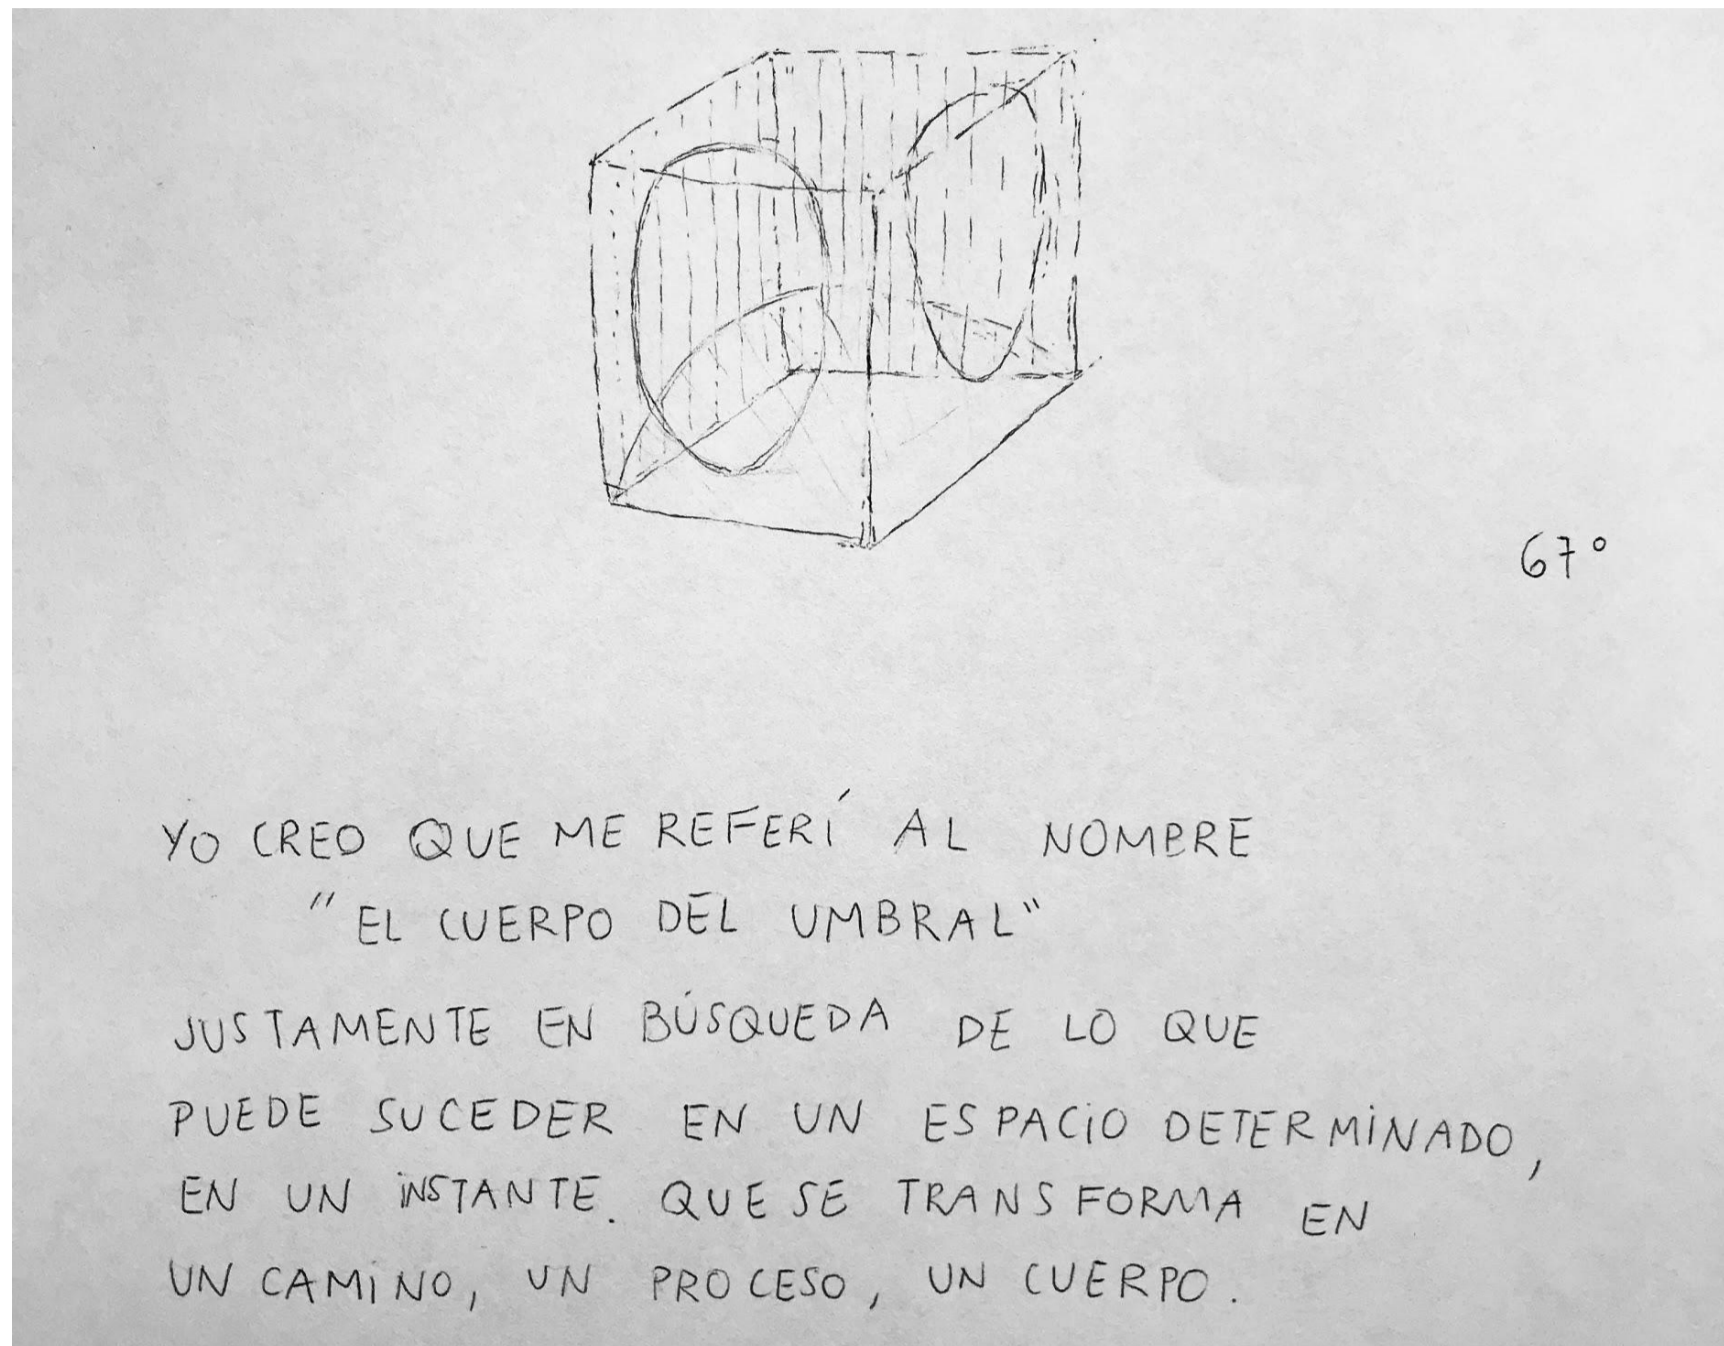 67°
YO CREO QUE ME REFERÍ AL NOMBRE
"EL CUERPO DEL UMBRAL"
JUSTAMENTE EN BÚSQUEDA DE LO QUE
PUEDE SUCEDER EN UN ESPACIO DETERMINADO,
EN UN INSTANTE. QUE SE TRANSFORMA EN
UN CAMINO, UN PROCESO, UN CUERPO.